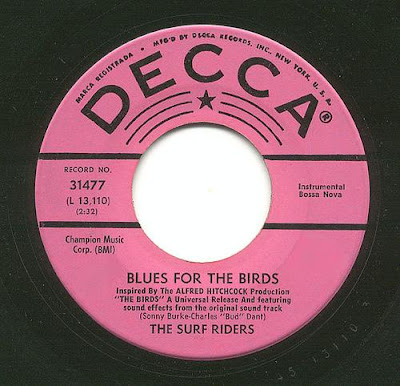 MARCA REGISTRADA • MFG'D BY DECCA RECORDS, INC., NEW YORK, U.S.A.
DECCA®
RECORD NO.
31477
(L 13,110)
(2:32)
Instrumental
Bossa Nova
Champion Music
Corp. (BMI)
BLUES FOR THE BIRDS
Inspired By The ALFRED HITCHCOCK Production
"THE BIRDS" A Universal Release And featuring
sound effects from the original sound track
(Sonny Burke-Charles "Bud" Dant)
THE SURF RIDERS